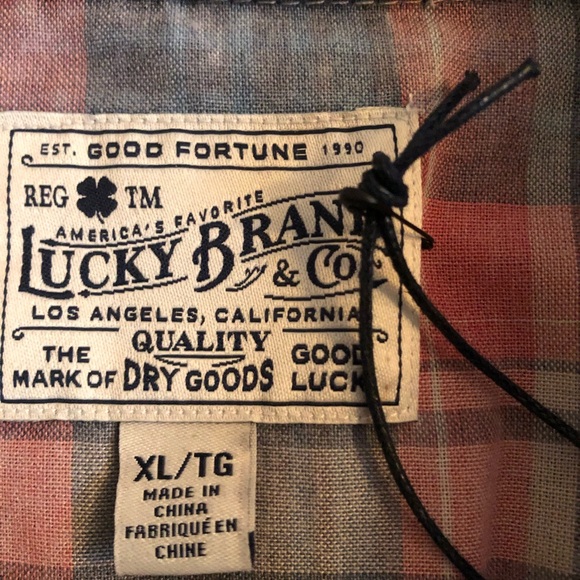 EST. GOOD FORTUNE 1990
REG TM
AMERICA'S FAVORITE
LUCKY BRAND & CO.
LOS ANGELES, CALIFORNIA
THE QUALITY GOOD
MARK OF DRY GOODS LUCK
XL/TG
MADE IN
CHINA
FABRIQUÉ EN
CHINE